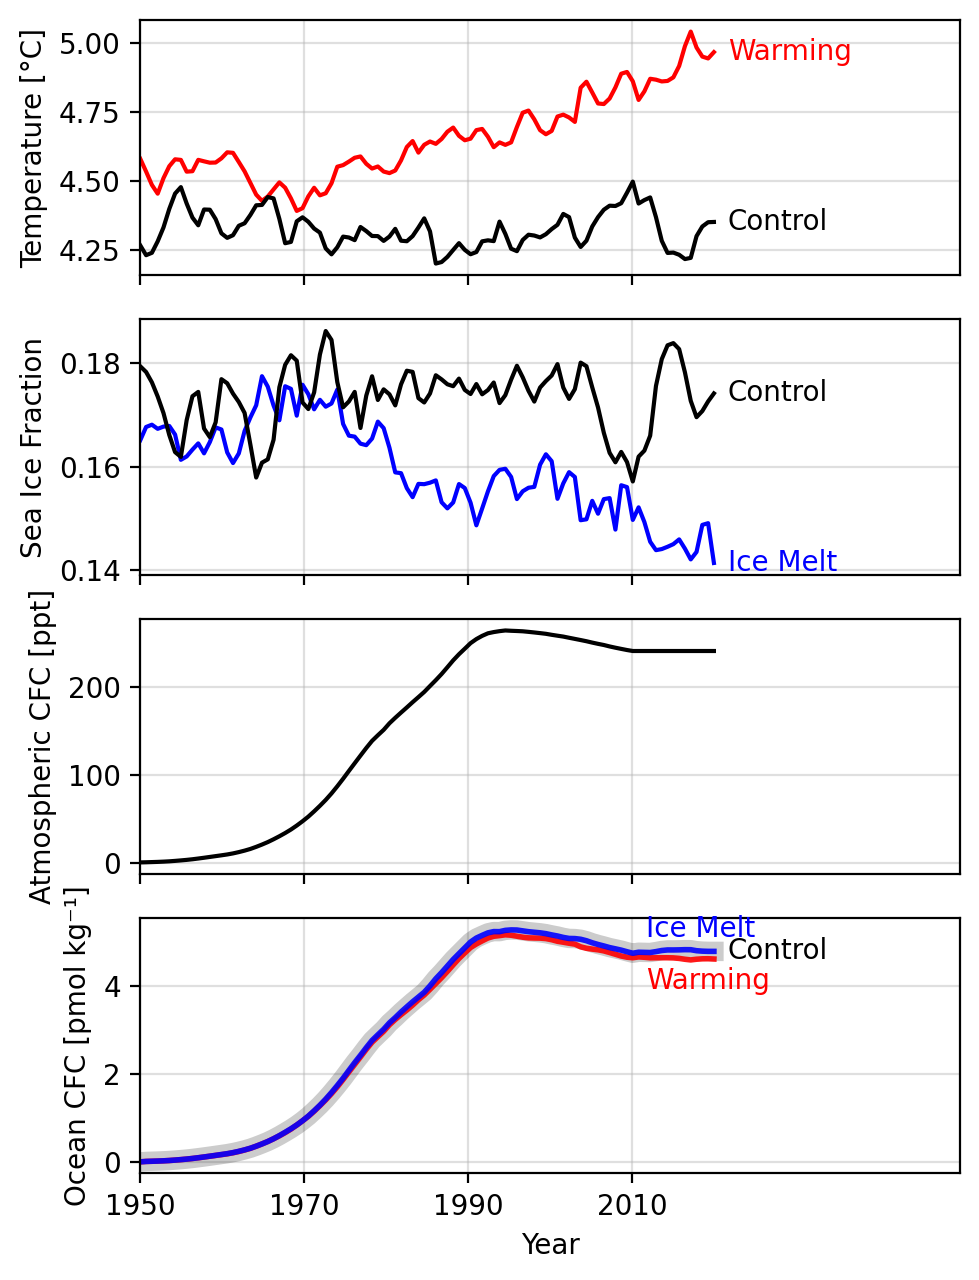 Temperature [°C]
5.00
4.75
4.50
4.25
Warming
Control
Sea Ice Fraction
0.18
0.16
0.14
Control
Ice Melt
Atmospheric CFC [ppt]
200
100
0
Ocean CFC [pmol kg⁻¹]
4
2
0
Ice Melt
Control
Warming
1950 1970 1990 2010
Year